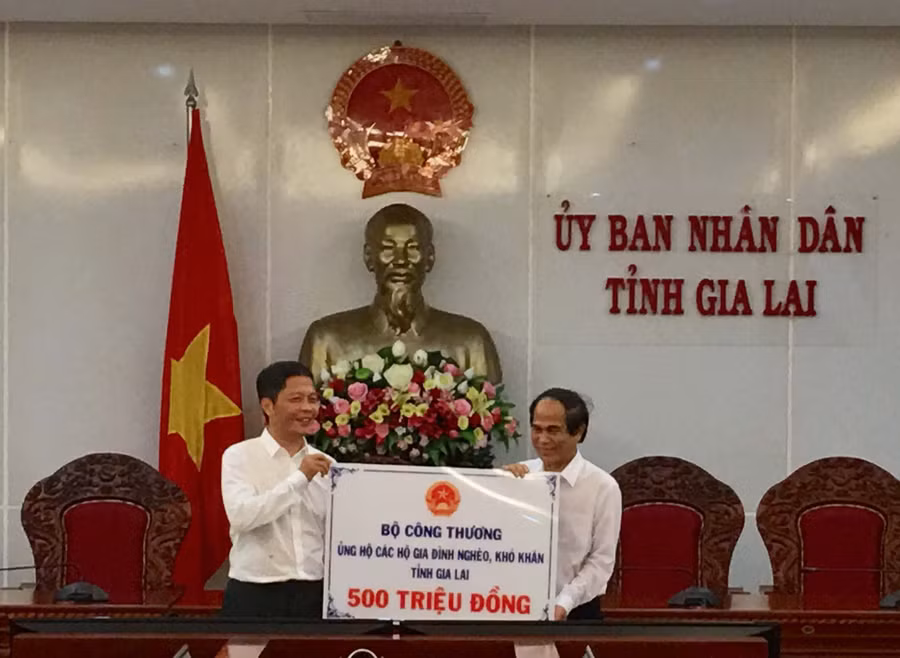 ỦY BAN NHÂN DÂN
TỈNH GIA LAI
BỘ CÔNG THƯƠNG
ỦNG HỘ CÁC HỘ GIA ĐÌNH NGHÈO, KHÓ KHĂN
TỈNH GIA LAI
500 TRIỆU ĐỒNG